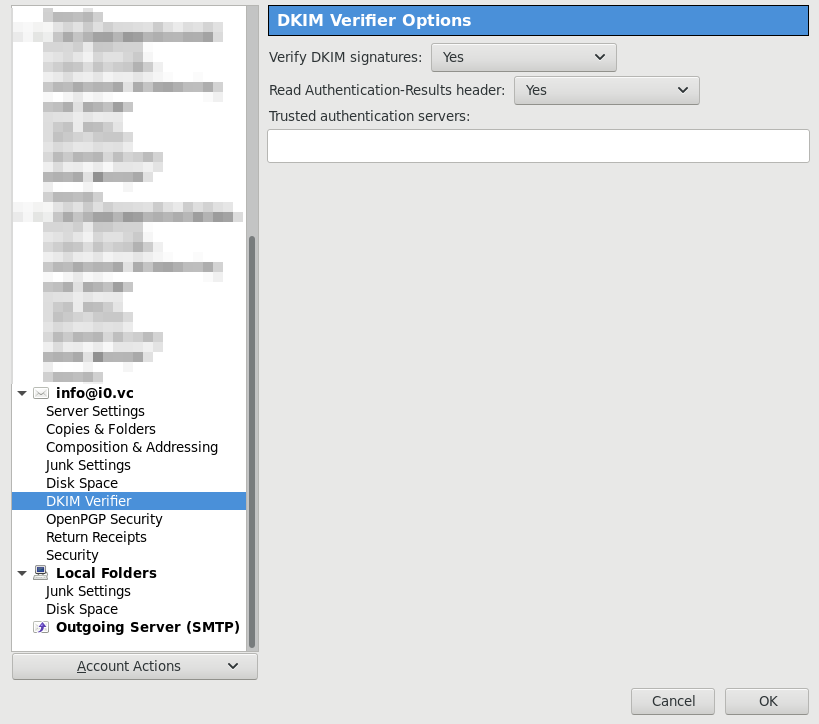 DKIM Verifier Options
Verify DKIM signatures: Yes
Read Authentication-Results header: Yes
Trusted authentication servers:
info@i0.vc
Server Settings
Copies & Folders
Composition & Addressing
Junk Settings
Disk Space
DKIM Verifier
OpenPGP Security
Return Receipts
Security
Local Folders
Junk Settings
Disk Space
Outgoing Server (SMTP)
Account Actions
Cancel OK